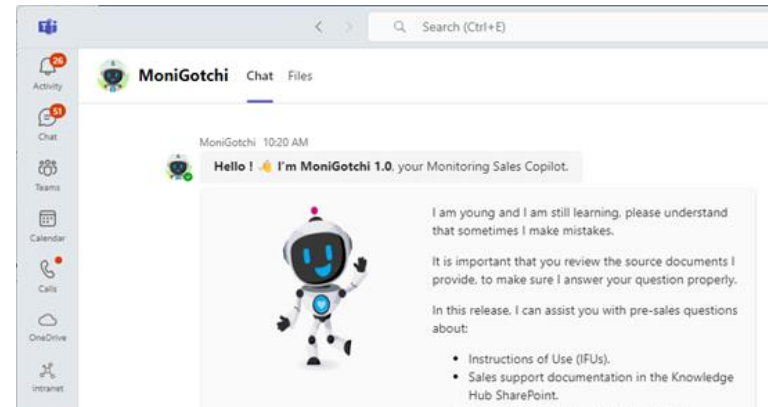 Search (Ctrl+E)
26
Activity
51
Chat
Teams
Calendar
Calls
OneDrive
Intranet
MoniGotchi Chat Files
MoniGotchi 10:20 AM
Hello ! 👋 I'm MoniGotchi 1.0, your Monitoring Sales Copilot.
I am young and I am still learning, please understand
that sometimes I make mistakes.
It is important that you review the source documents I
provide, to make sure I answer your question properly.
In this release, I can assist you with pre-sales questions
about:
• Instructions of Use (IFUs).
• Sales support documentation in the Knowledge
Hub SharePoint.